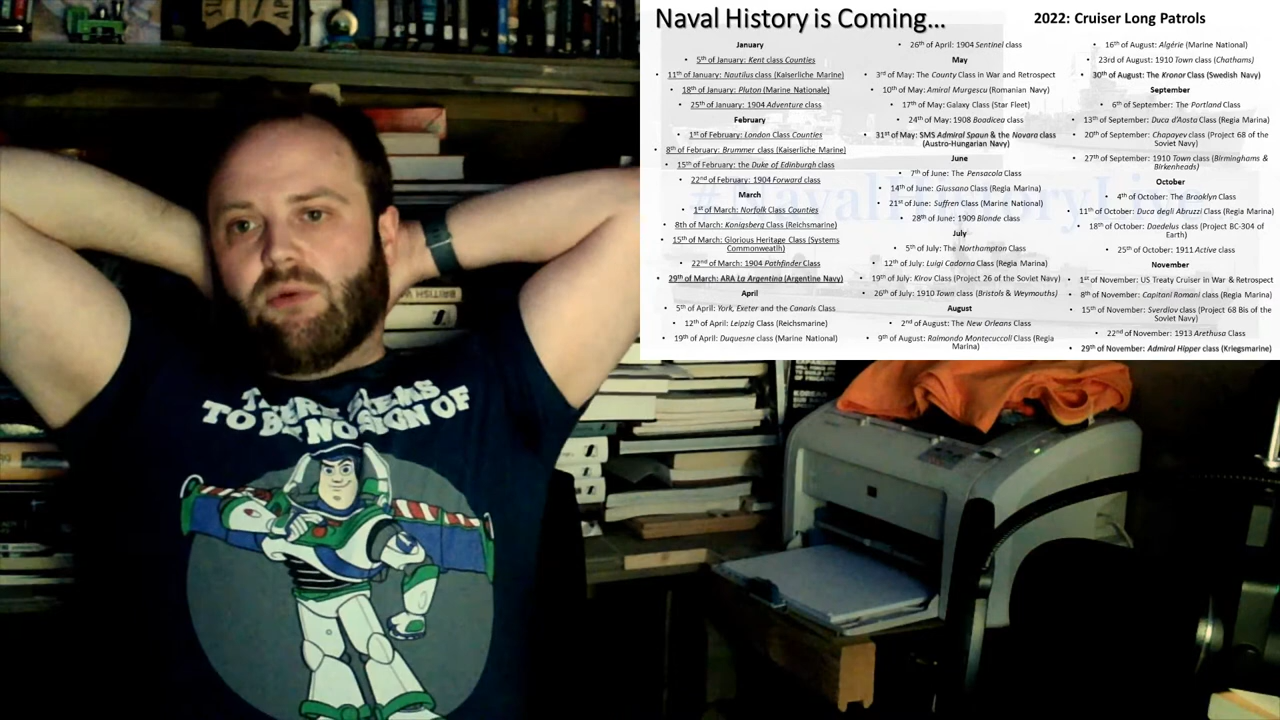 Naval History is Coming...
2022: Cruiser Long Patrols
January
• 5th of January: Kent class Counties
• 11th of January: Nautilus class (Kaiserliche Marine)
• 18th of January: Pluton (Marine Nationale)
• 25th of January: 1904 Adventure class
February
• 1st of February: London Class Counties
• 8th of February: Brummer class (Kaiserliche Marine)
• 15th of February: the Duke of Edinburgh class
• 22nd of February: 1904 Forward class
March
• 1st of March: Norfolk Class Counties
• 8th of March: Konigsberg Class (Reichsmarine)
• 15th of March: Glorious Heritage Class (Systems
Commonweatlh)
• 22nd of March: 1904 Pathfinder Class
• 29th of March: ARA La Argentina (Argentine Navy)
April
• 5th of April: York, Exeter and the Canaris Class
• 12th of April: Leipzig Class (Reichsmarine)
• 19th of April: Duquesne class (Marine National)
• 26th of April: 1904 Sentinel class
May
• 3rd of May: The County Class in War and Retrospect
• 10th of May: Amiral Murgescu (Romanian Navy)
• 17th of May: Galaxy Class (Star Fleet)
• 24th of May: 1908 Boadicea class
• 31st of May: SMS Admiral Spaun & the Novara class
(Austro-Hungarian Navy)
June
• 7th of June: The Pensacola Class
• 14th of June: Giussano Class (Regia Marina)
• 21st of June: Suffren Class (Marine National)
• 28th of June: 1909 Blonde class
July
• 5th of July: The Northampton Class
• 12th of July: Luigi Cadorna Class (Regia Marina)
• 19th of July: Kirov Class (Project 26 of the Soviet Navy)
• 26th of July: 1910 Town class (Bristols & Weymouths)
August
• 2nd of August: The New Orleans Class
• 9th of August: Raimondo Montecuccoli Class (Regia
Marina)
• 16th of August: Algérie (Marine National)
• 23rd of August: 1910 Town class (Chathams)
• 30th of August: The Kronor Class (Swedish Navy)
September
• 6th of September: The Portland Class
• 13th of September: Duca d'Aosta Class (Regia Marina)
• 20th of September: Chapayev class (Project 68 of the
Soviet Navy)
• 27th of September: 1910 Town class (Birminghams &
Birkenheads)
October
• 4th of October: The Brooklyn Class
• 11th of October: Duca degli Abruzzi Class (Regia Marina)
• 18th of October: Daedelus class (Project BC-304 of
Earth)
• 25th of October: 1911 Active class
November
• 1st of November: US Treaty Cruiser in War & Retrospect
• 8th of November: Capitani Romani class (Regia Marina)
• 15th of November: Sverdlov class (Project 68 Bis of the
Soviet Navy)
• 22nd of November: 1913 Arethusa Class
• 29th of November: Admiral Hipper class (Kriegsmarine)
BRITISH
THERE SEEMS
TO BE NO SIGN OF